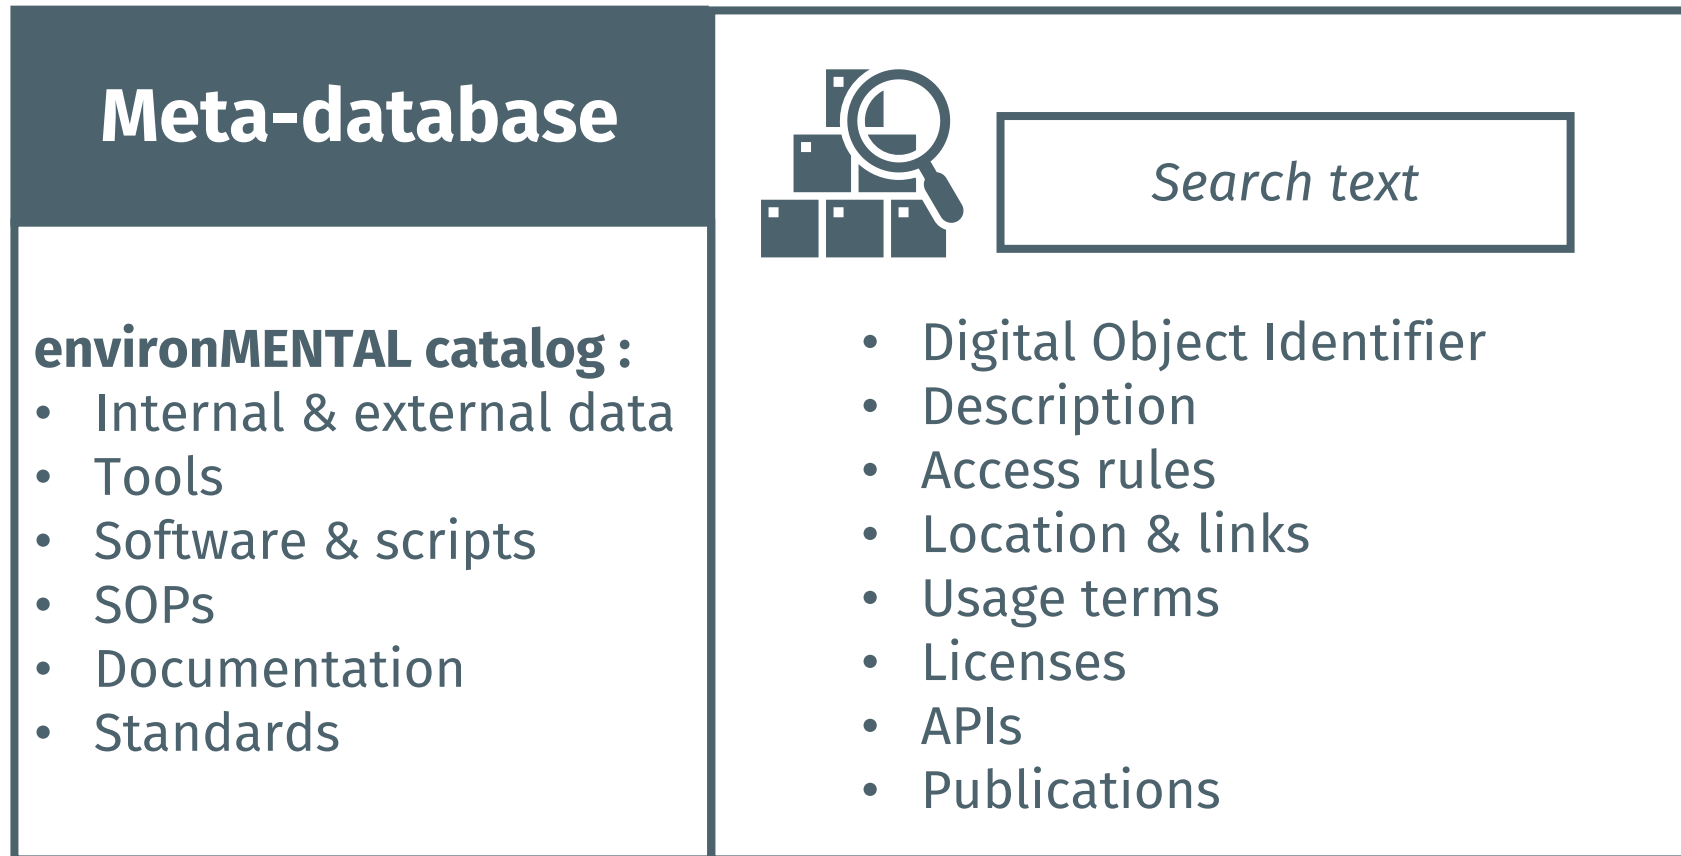 Meta-database
environMENTAL catalog :
• Internal & external data
• Tools
• Software & scripts
• SOPs
• Documentation
• Standards
Search text
• Digital Object Identifier
• Description
• Access rules
• Location & links
• Usage terms
• Licenses
• APIs
• Publications